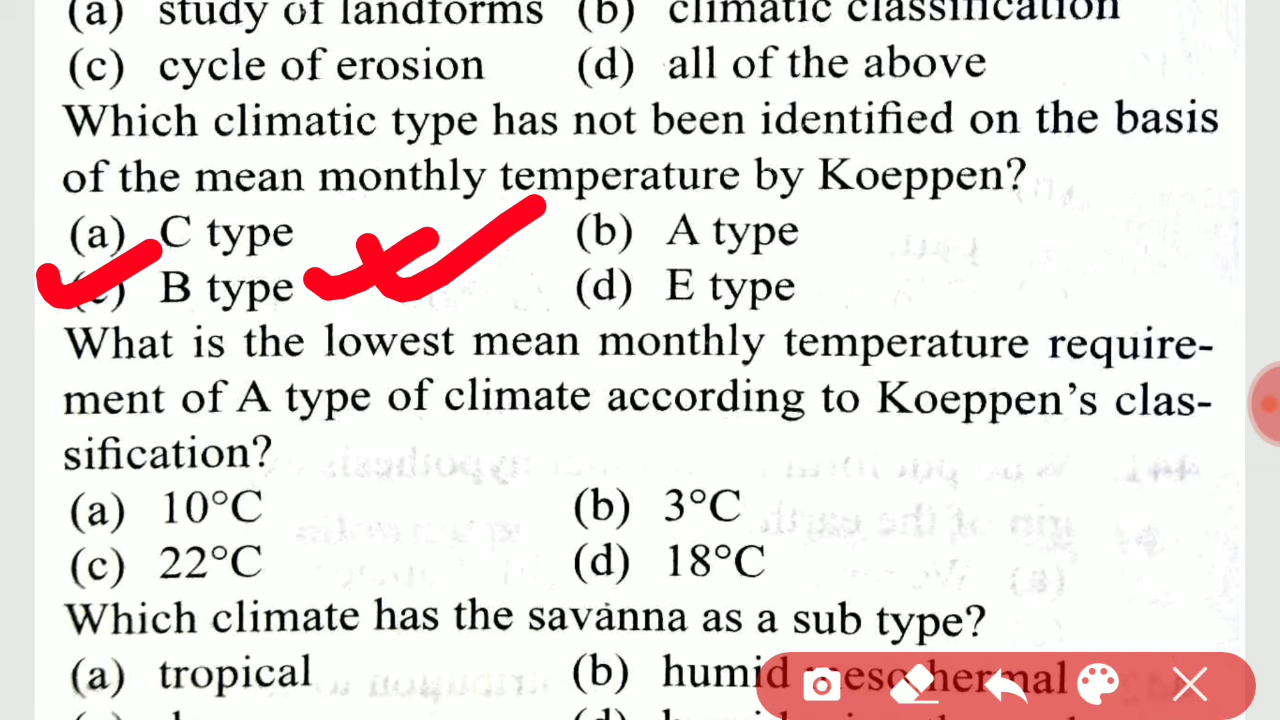 (a) study of landforms (b) climatic classification
(c) cycle of erosion (d) all of the above
Which climatic type has not been identified on the basis
of the mean monthly temperature by Koeppen?
(a) C type (b) A type
(c) B type (d) E type
What is the lowest mean monthly temperature require-
ment of A type of climate according to Koeppen's clas-
sification?
(a) 10°C (b) 3°C
(c) 22°C (d) 18°C
Which climate has the savanna as a sub type?
(a) tropical (b) humid mesothermal